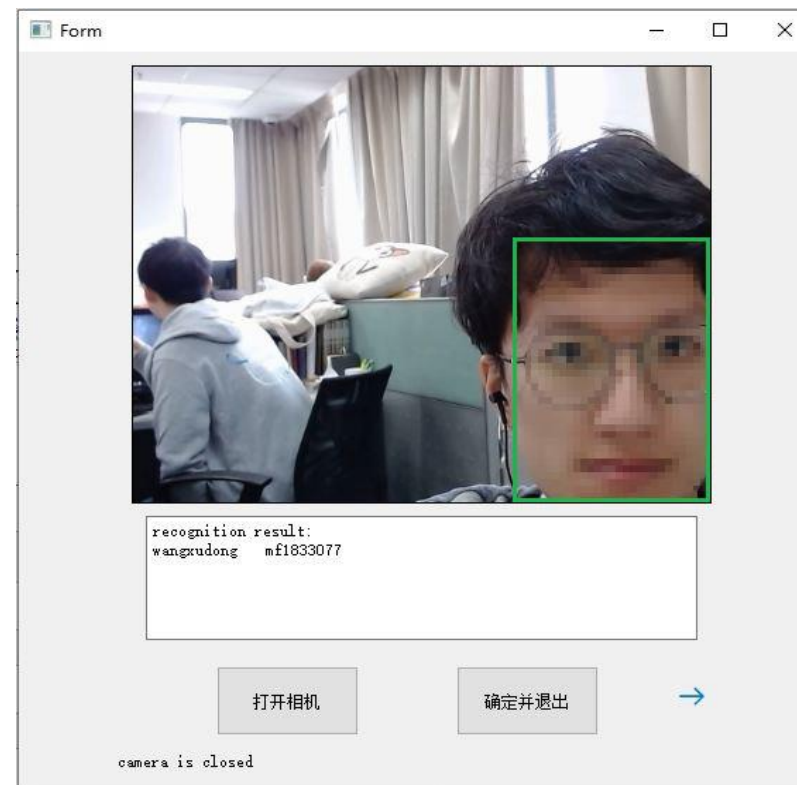 Form
recognition result:
wangxudong   mf1833077
打开相机
确定并退出
camera is closed